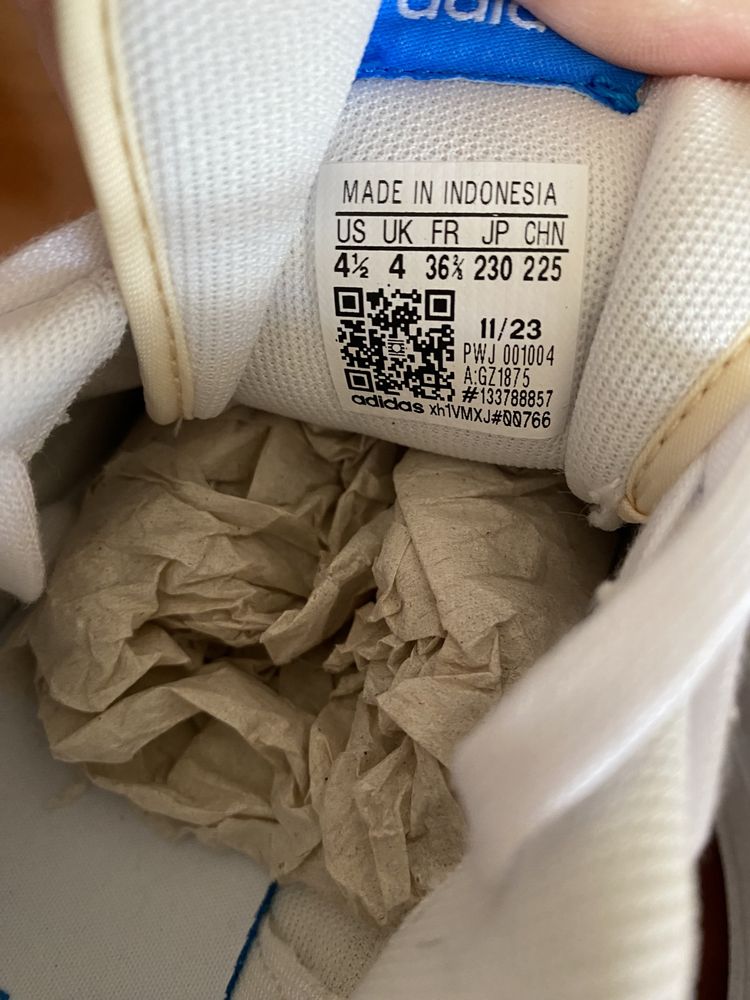 MADE IN INDONESIA
US UK FR JP CHN
4½ 4 36⅔ 230 225
11/23
PWJ 001004
A:GZ1875
#133788857
adidas xh1VMXJ#00766